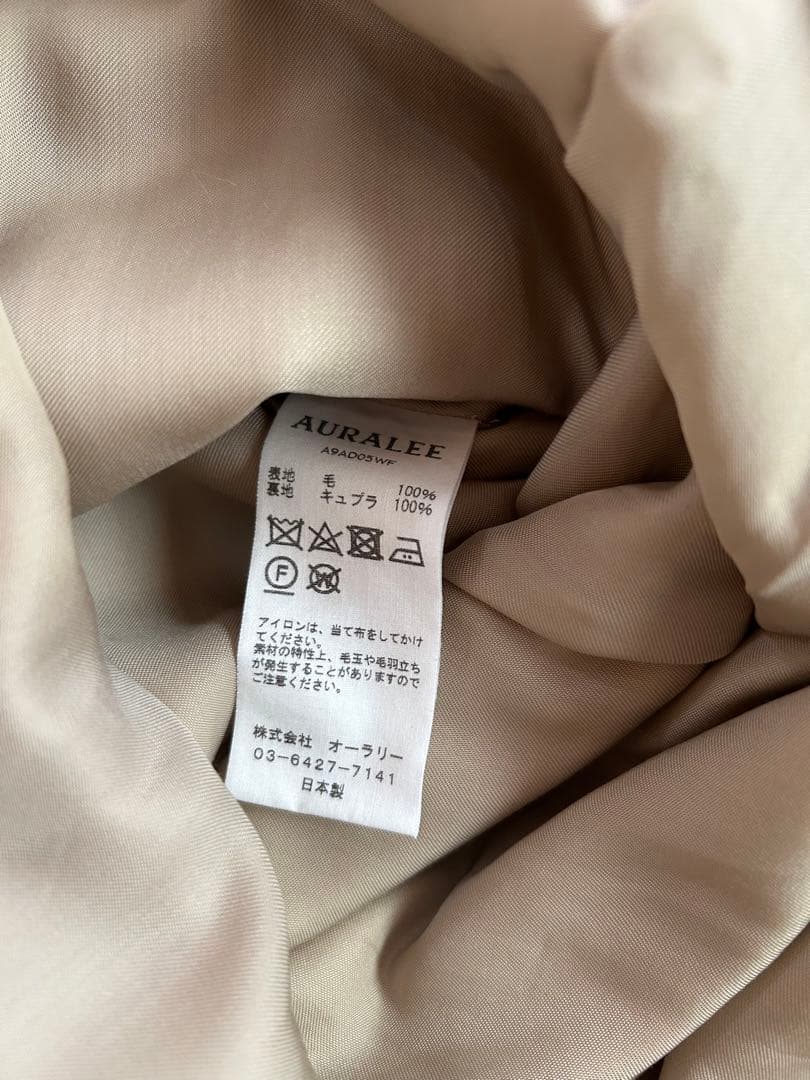 AURALEE
A9AD05WF
表地 毛 100%
裏地 キュプラ 100%
F W
アイロンは、当て布をしてかけ
てください。
素材の特性上、毛玉や毛羽立ち
が発生することがありますので
ご注意ください。
株式会社 オーラリー
03-6427-7141
日本製